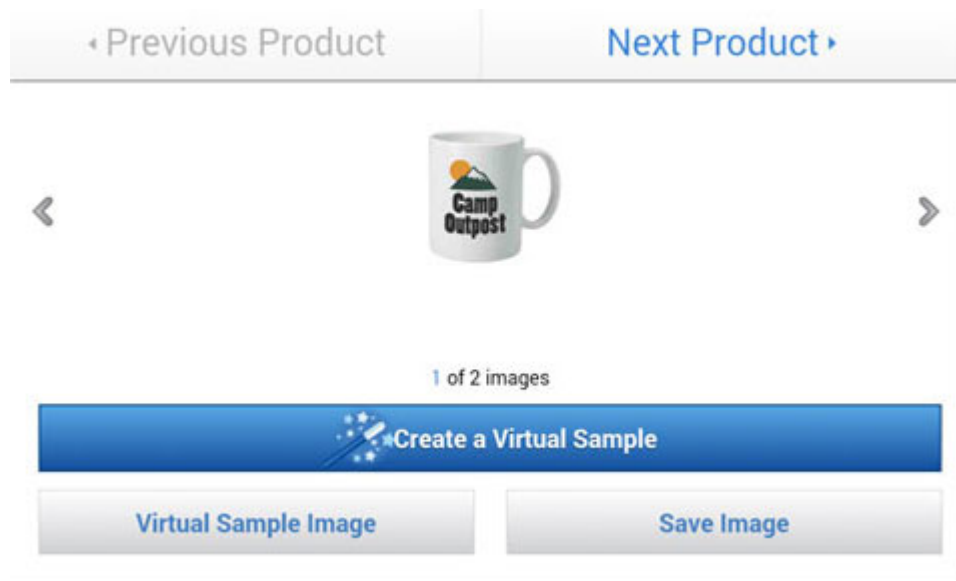 Previous Product
Next Product
Camp
Outpost
1 of 2 images
Create a Virtual Sample
Virtual Sample Image
Save Image